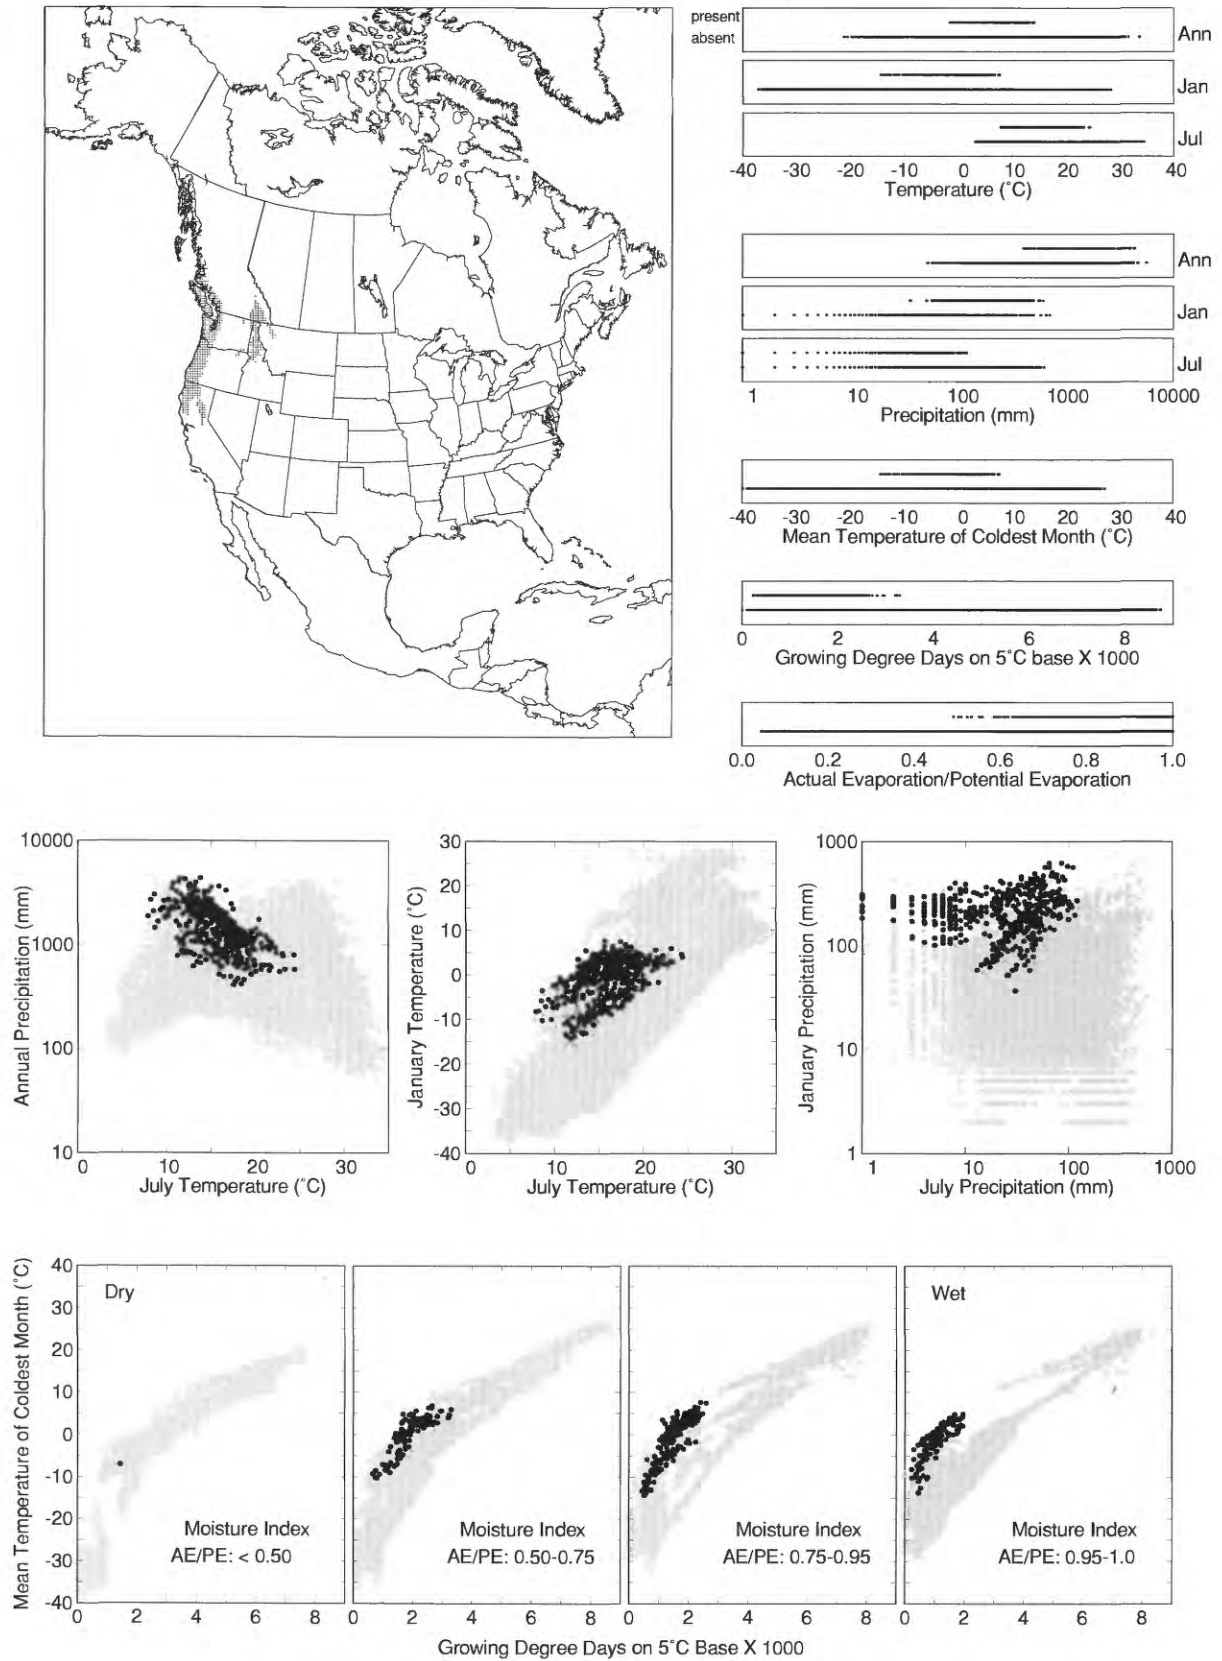 present
absent
Ann
Jan
Jul
-40 -30 -20 -10 0 10 20 30 40
Temperature (°C)
Ann
Jan
Jul
1 10 100 1000 10000
Precipitation (mm)
-40 -30 -20 -10 0 10 20 30 40
Mean Temperature of Coldest Month (°C)
0 2 4 6 8
Growing Degree Days on 5°C base X 1000
0.0 0.2 0.4 0.6 0.8 1.0
Actual Evaporation/Potential Evaporation
10000
1000
100
10
Annual Precipitation (mm)
0 10 20 30
July Temperature (°C)
30
20
10
0
-10
-20
-30
-40
January Temperature (°C)
0 10 20 30
July Temperature (°C)
1000
100
10
1
January Precipitation (mm)
1 10 100 1000
July Precipitation (mm)
Mean Temperature of Coldest Month (°C)
40
30
20
10
0
-10
-20
-30
-40
Dry
Moisture Index
AE/PE: < 0.50
0 2 4 6 8
Moisture Index
AE/PE: 0.50-0.75
0 2 4 6 8
Moisture Index
AE/PE: 0.75-0.95
0 2 4 6 8
Wet
Moisture Index
AE/PE: 0.95-1.0
0 2 4 6 8
Growing Degree Days on 5°C Base X 1000